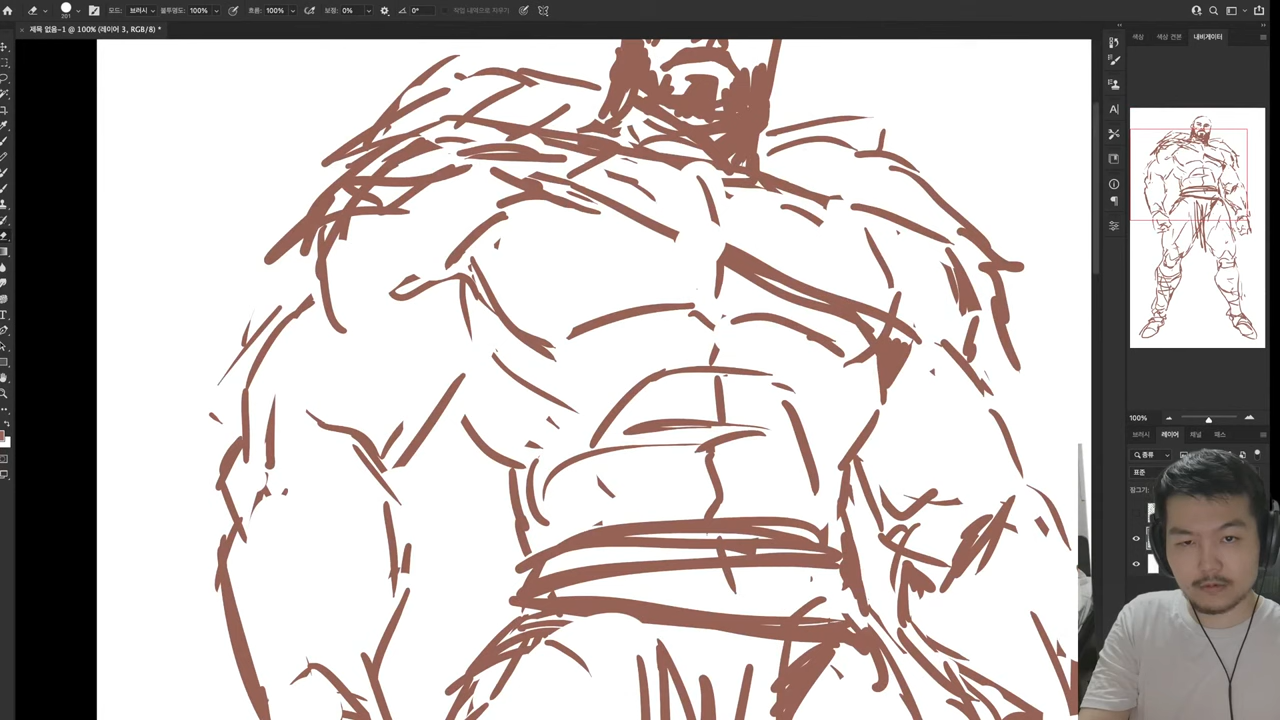 201 모드: 브러시 불투명도: 100% 흐름: 100% 보정: 0% 0°
제목 없음-1 @ 100% (레이어 3, RGB/8) *
색상 색상 견본 내비게이터
100%
브러시 레이어 채널 패스
종류
표준
잠그기: